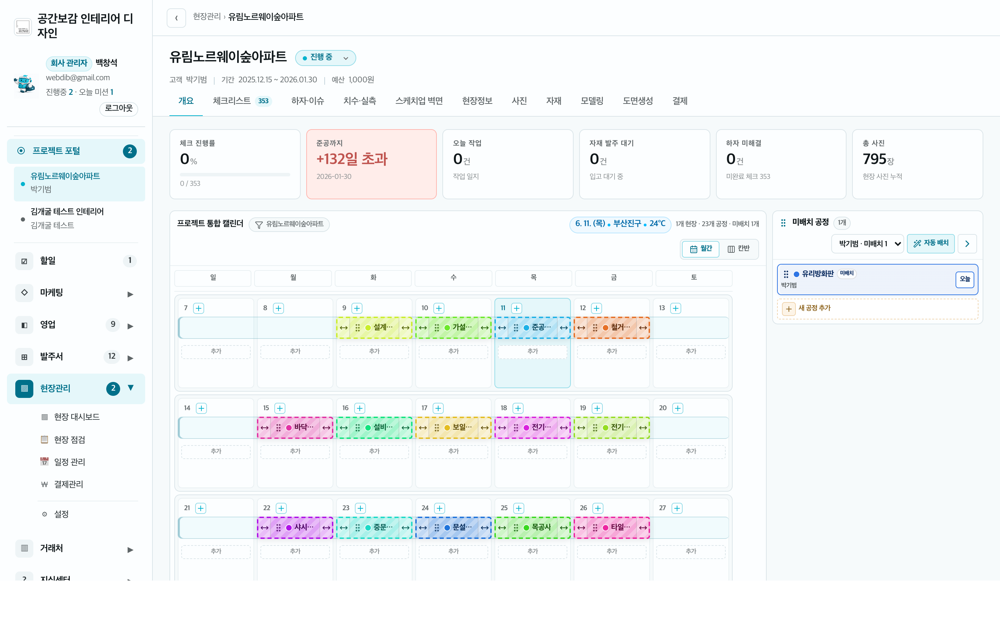 공간보감 인테리어 디
자인
회사 관리자 백창석
webdib@gmail.com
진행중 2 · 오늘 미션 1
로그아웃
프로젝트 포털 2
유림노르웨이숲아파트
박기범
김개굴 테스트 인테리어
김개굴 테스트
할일 1
마케팅
영업 9
발주서 12
현장관리 2
현장 대시보드
현장 점검
일정 관리
결제관리
설정
거래처
지식센터
현장관리 › 유림노르웨이숲아파트
유림노르웨이숲아파트 진행 중
고객 박기범 | 기간 2025.12.15 ~ 2026.01.30 | 예산 1,000원
개요 체크리스트 353 하자·이슈 치수·실측 스케치업 벽면 현장정보 사진 자재 모델링 도면생성 결제
체크 진행률
0%
0 / 353
준공까지
+132일 초과
2026-01-30
오늘 작업
0건
작업 일지
자재 발주 대기
0건
입고 대기 중
하자 미해결
0건
미완료 체크 353
총 사진
795장
현장 사진 누적
프로젝트 통합 캘린더 유림노르웨이숲아파트 6. 11. (목) • 부산진구 • 24°C 1개 현장 · 23개 공정 · 미배치 1개
월간 칸반
일 월 화 수 목 금 토
7 8 9 10 11 12 13
설계… 가설… 준공… 철거…
추가 추가 추가 추가 추가 추가 추가
14 15 16 17 18 19 20
바닥… 설비… 보일… 전기… 전기…
추가 추가 추가 추가 추가 추가 추가
21 22 23 24 25 26 27
샤시… 중문… 문설… 목공사 타일…
추가 추가 추가 추가 추가 추가 추가
미배치 공정 1개
박기범 · 미배치 1 자동 배치
유리방화판 미배치
박기범
오늘
새 공정 추가